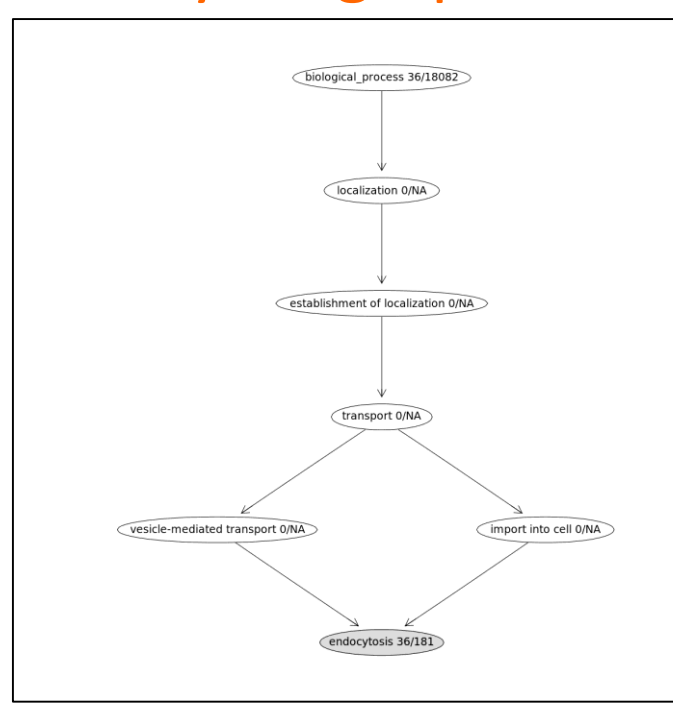 biological_process 36/18082
localization 0/NA
establishment of localization 0/NA
transport 0/NA
vesicle-mediated transport 0/NA
import into cell 0/NA
endocytosis 36/181